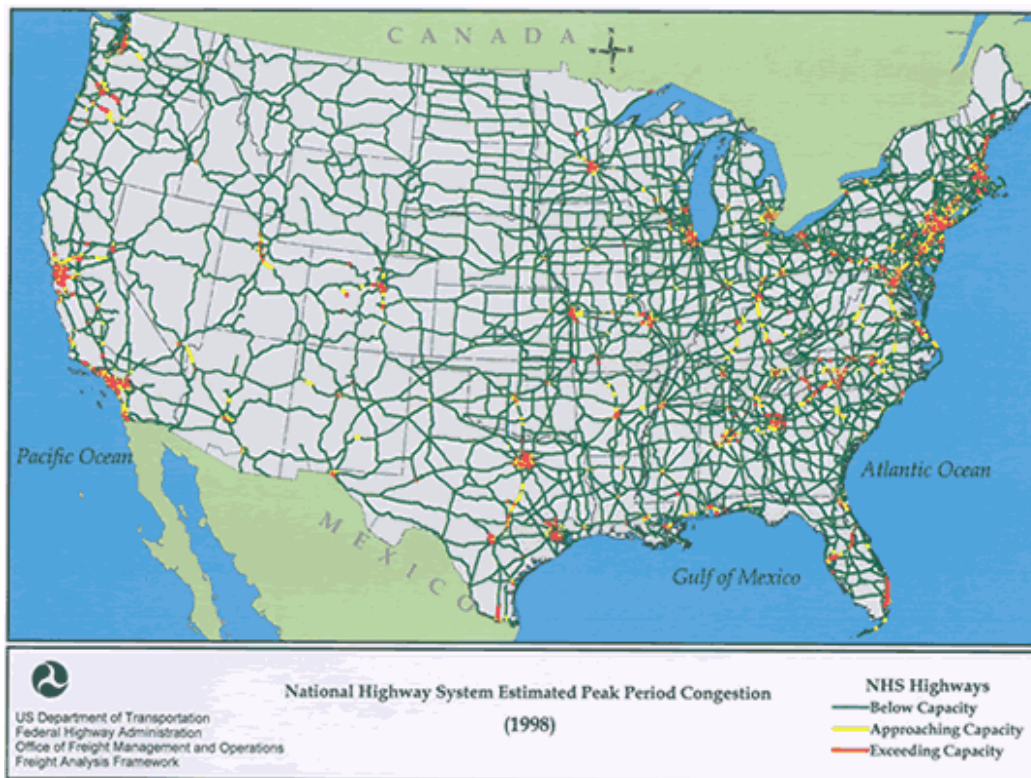 CANADA
N
W E
S
Pacific Ocean
Atlantic Ocean
MEXICO
Gulf of Mexico
National Highway System Estimated Peak Period Congestion
(1998)
US Department of Transportation
Federal Highway Administration
Office of Freight Management and Operations
Freight Analysis Framework
NHS Highways
Below Capacity
Approaching Capacity
Exceeding Capacity